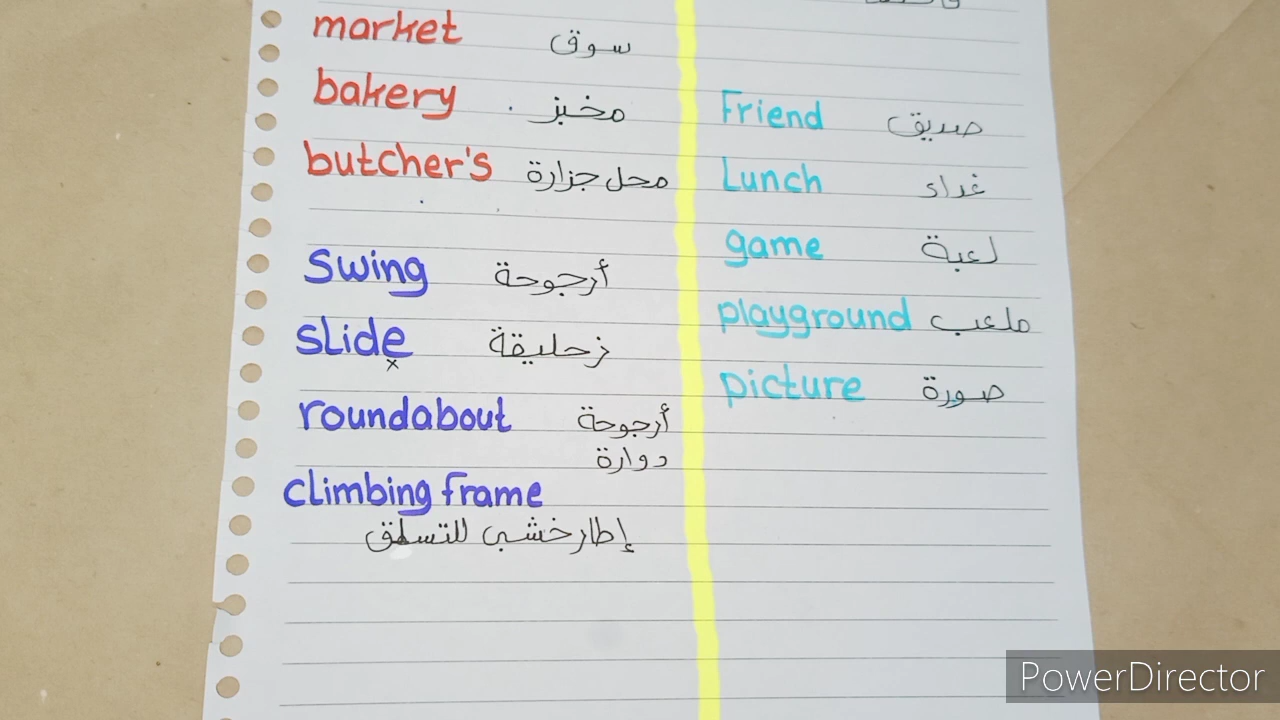 market سوق
bakery مخبز
butcher's محل جزارة
Swing أرجوحة
slide زحليقة
x
roundabout أرجوحة
دوارة
climbing frame
إطار خشبي للتسلق
Friend صديق
Lunch غداء
game لعبة
playground ملعب
picture صورة
PowerDirector